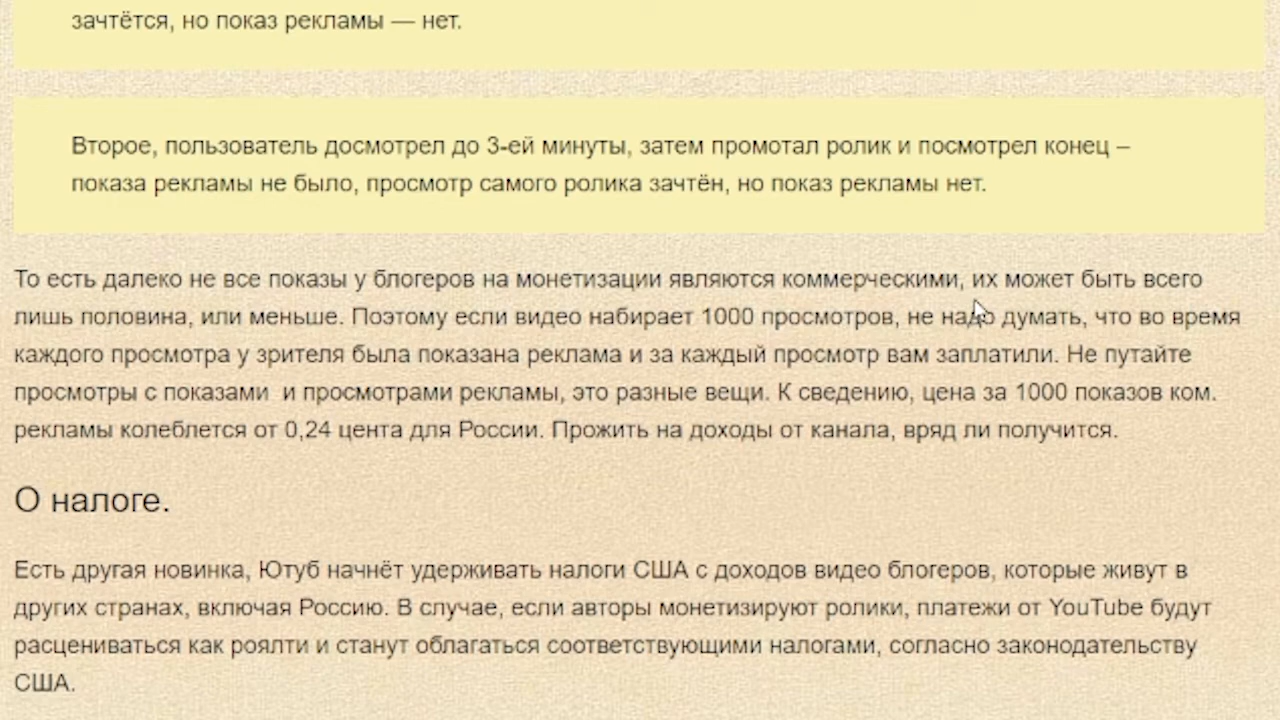 зачтётся, но показ рекламы — нет.
Второе, пользователь досмотрел до 3-ей минуты, затем промотал ролик и посмотрел конец –
показа рекламы не было, просмотр самого ролика зачтён, но показ рекламы нет.
То есть далеко не все показы у блогеров на монетизации являются коммерческими, их может быть всего
лишь половина, или меньше. Поэтому если видео набирает 1000 просмотров, не надо думать, что во время
каждого просмотра у зрителя была показана реклама и за каждый просмотр вам заплатили. Не путайте
просмотры с показами  и просмотрами рекламы, это разные вещи. К сведению, цена за 1000 показов ком.
рекламы колеблется от 0,24 цента для России. Прожить на доходы от канала, вряд ли получится.
О налоге.
Есть другая новинка, Ютуб начнёт удерживать налоги США с доходов видео блогеров, которые живут в
других странах, включая Россию. В случае, если авторы монетизируют ролики, платежи от YouTube будут
расцениваться как роялти и станут облагаться соответствующими налогами, согласно законодательству
США.